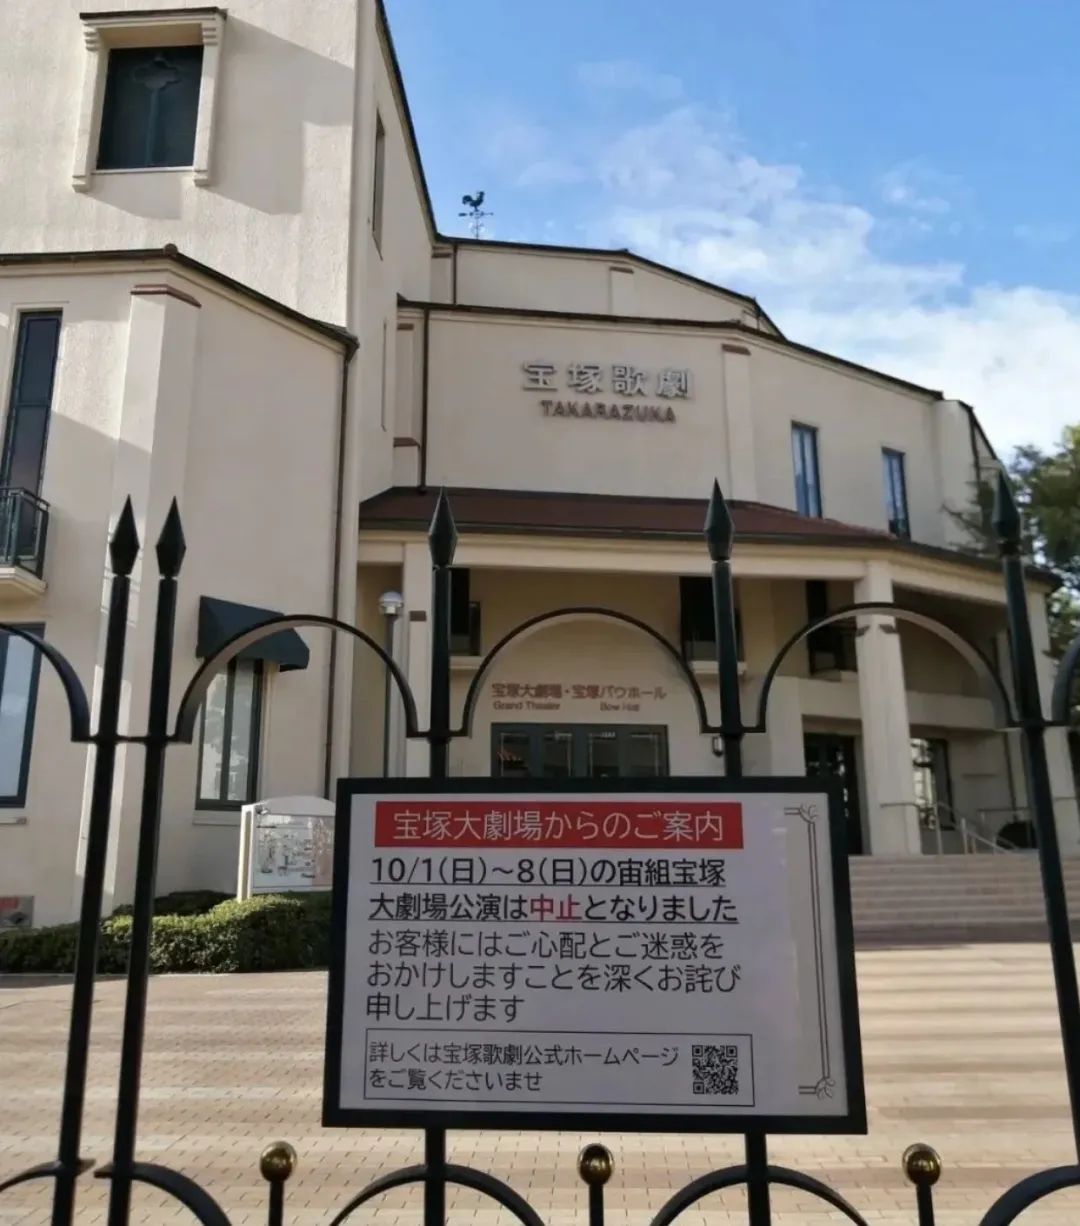 宝塚歌劇
TAKARAZUKA
宝塚大劇場・宝塚バウホール
Grand Theater Bow Hall
宝塚大劇場からのご案内
10/1(日)～8(日)の宙組宝塚
大劇場公演は中止となりました
お客様にはご心配とご迷惑を
おかけしますことを深くお詫び
申し上げます
詳しくは宝塚歌劇公式ホームページ
をご覧くださいませ